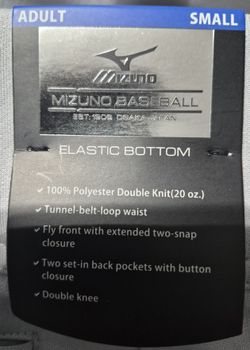 ADULT SMALL
MIZUNO
MIZUNO BASEBALL
EST. 1906 OSAKA JAPAN
ELASTIC BOTTOM
✓ 100% Polyester Double Knit(20 oz.)
✓ Tunnel-belt-loop waist
✓ Fly front with extended two-snap
closure
✓ Two set-in back pockets with button
closure
✓ Double knee